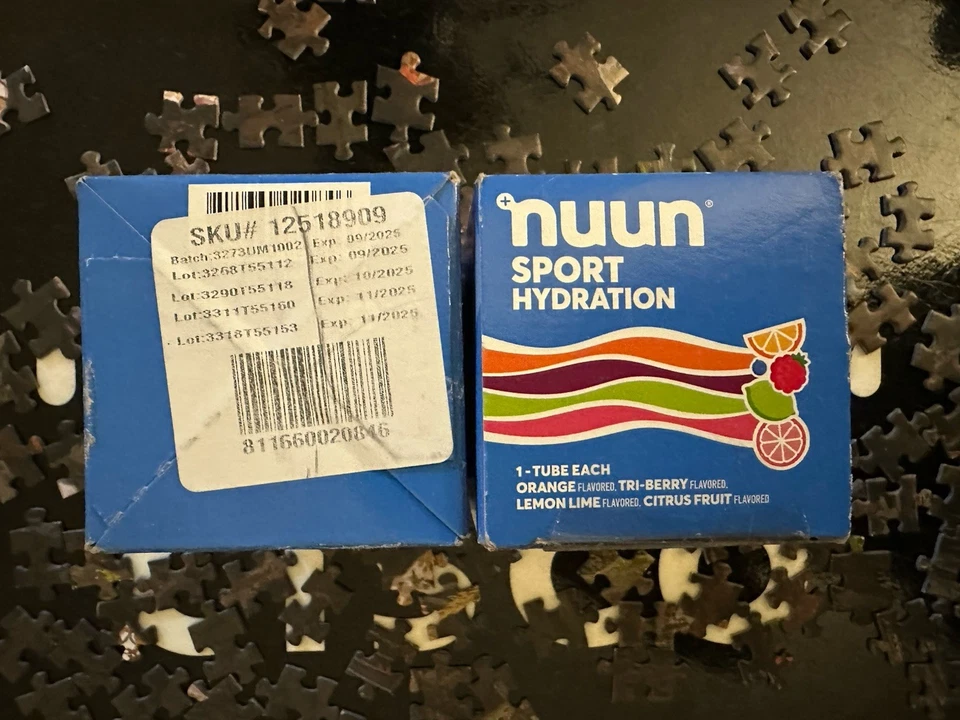 SKU# 12518909
Batch:3273UM1002 Exp: 09/2025
Lot:3268T55112 Exp: 09/2025
Lot:3290T55118 Exp: 10/2025
Lot:3311T55160 Exp: 11/2025
Lot:3318T55153 Exp: 11/2025
811660020846
nuun®
SPORT
HYDRATION
1-TUBE EACH
ORANGE FLAVORED, TRI-BERRY FLAVORED,
LEMON LIME FLAVORED, CITRUS FRUIT FLAVORED